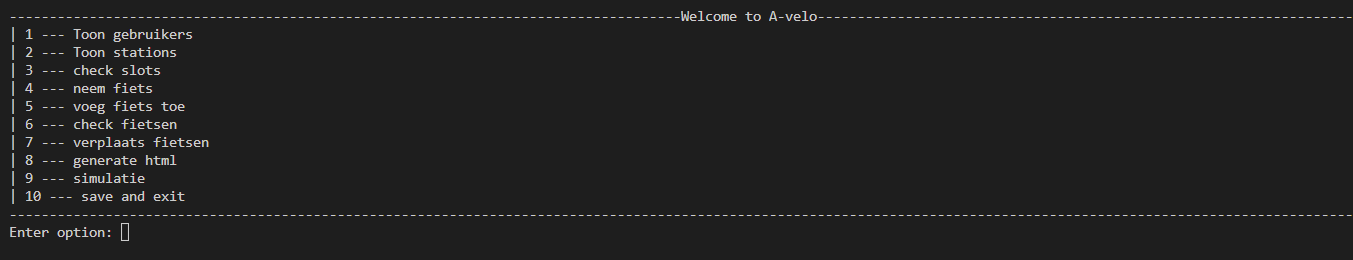 ------------------------------------------------------------------------------------Welcome to A-velo-------------------------------------------------------------------
| 1 --- Toon gebruikers
| 2 --- Toon stations
| 3 --- check slots
| 4 --- neem fiets
| 5 --- voeg fiets toe
| 6 --- check fietsen
| 7 --- verplaats fietsen
| 8 --- generate html
| 9 --- simulatie
| 10 --- save and exit
------------------------------------------------------------------------------------------------------------------------------------------------------------------------
Enter option: